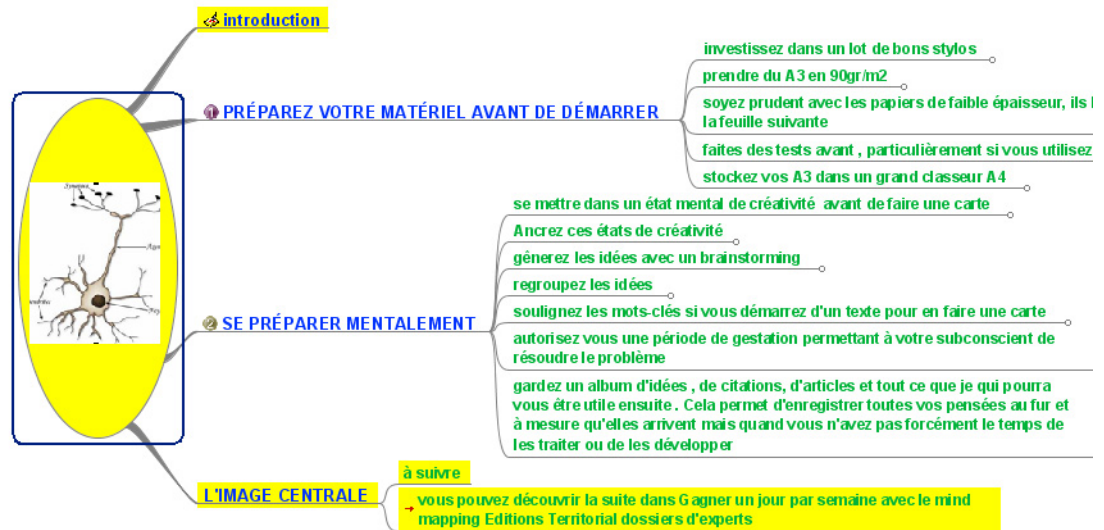 introduction
PRÉPAREZ VOTRE MATÉRIEL AVANT DE DÉMARRER
investissez dans un lot de bons stylos
prendre du A3 en 90gr/m2
soyez prudent avec les papiers de faible épaisseur, ils
la feuille suivante
faites des tests avant , particulièrement si vous utilisez
stockez vos A3 dans un grand classeur A4
SE PRÉPARER MENTALEMENT
se mettre dans un état mental de créativité avant de faire une carte
Ancrez ces états de créativité
gênerez les idées avec un brainstorming
regroupez les idées
soulignez les mots-clés si vous démarrez d'un texte pour en faire une carte
autorisez vous une période de gestation permettant à votre subconscient de
résoudre le problème
gardez un album d'idées , de citations, d'articles et tout ce que je qui pourra
vous être utile ensuite . Cela permet d'enregistrer toutes vos pensées au fur et
à mesure qu'elles arrivent mais quand vous n'avez pas forcément le temps de
les traiter ou de les développer
L'IMAGE CENTRALE
à suivre
vous pouvez découvrir la suite dans Gagner un jour par semaine avec le mind
mapping Editions Territorial dossiers d'experts